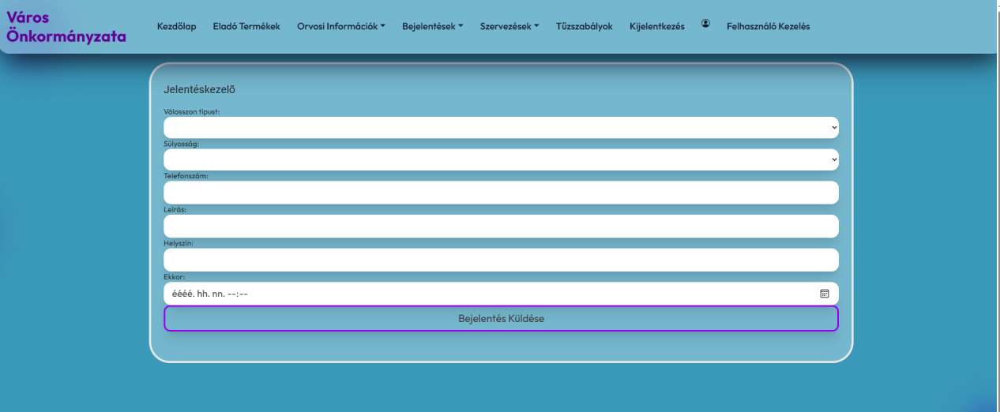 Város
Önkormányzata
Kezdőlap Eladó Termékek Orvosi Információk Bejelentések Szervezések Tűzszabályok Kijelentkezés Felhasználó Kezelés
Jelentéskezelő
Válasszon típust:
Súlyosság:
Telefonszám:
Leírás:
Helyszín:
Ekkor:
éééé. hh. nn. --:--
Bejelentés Küldése